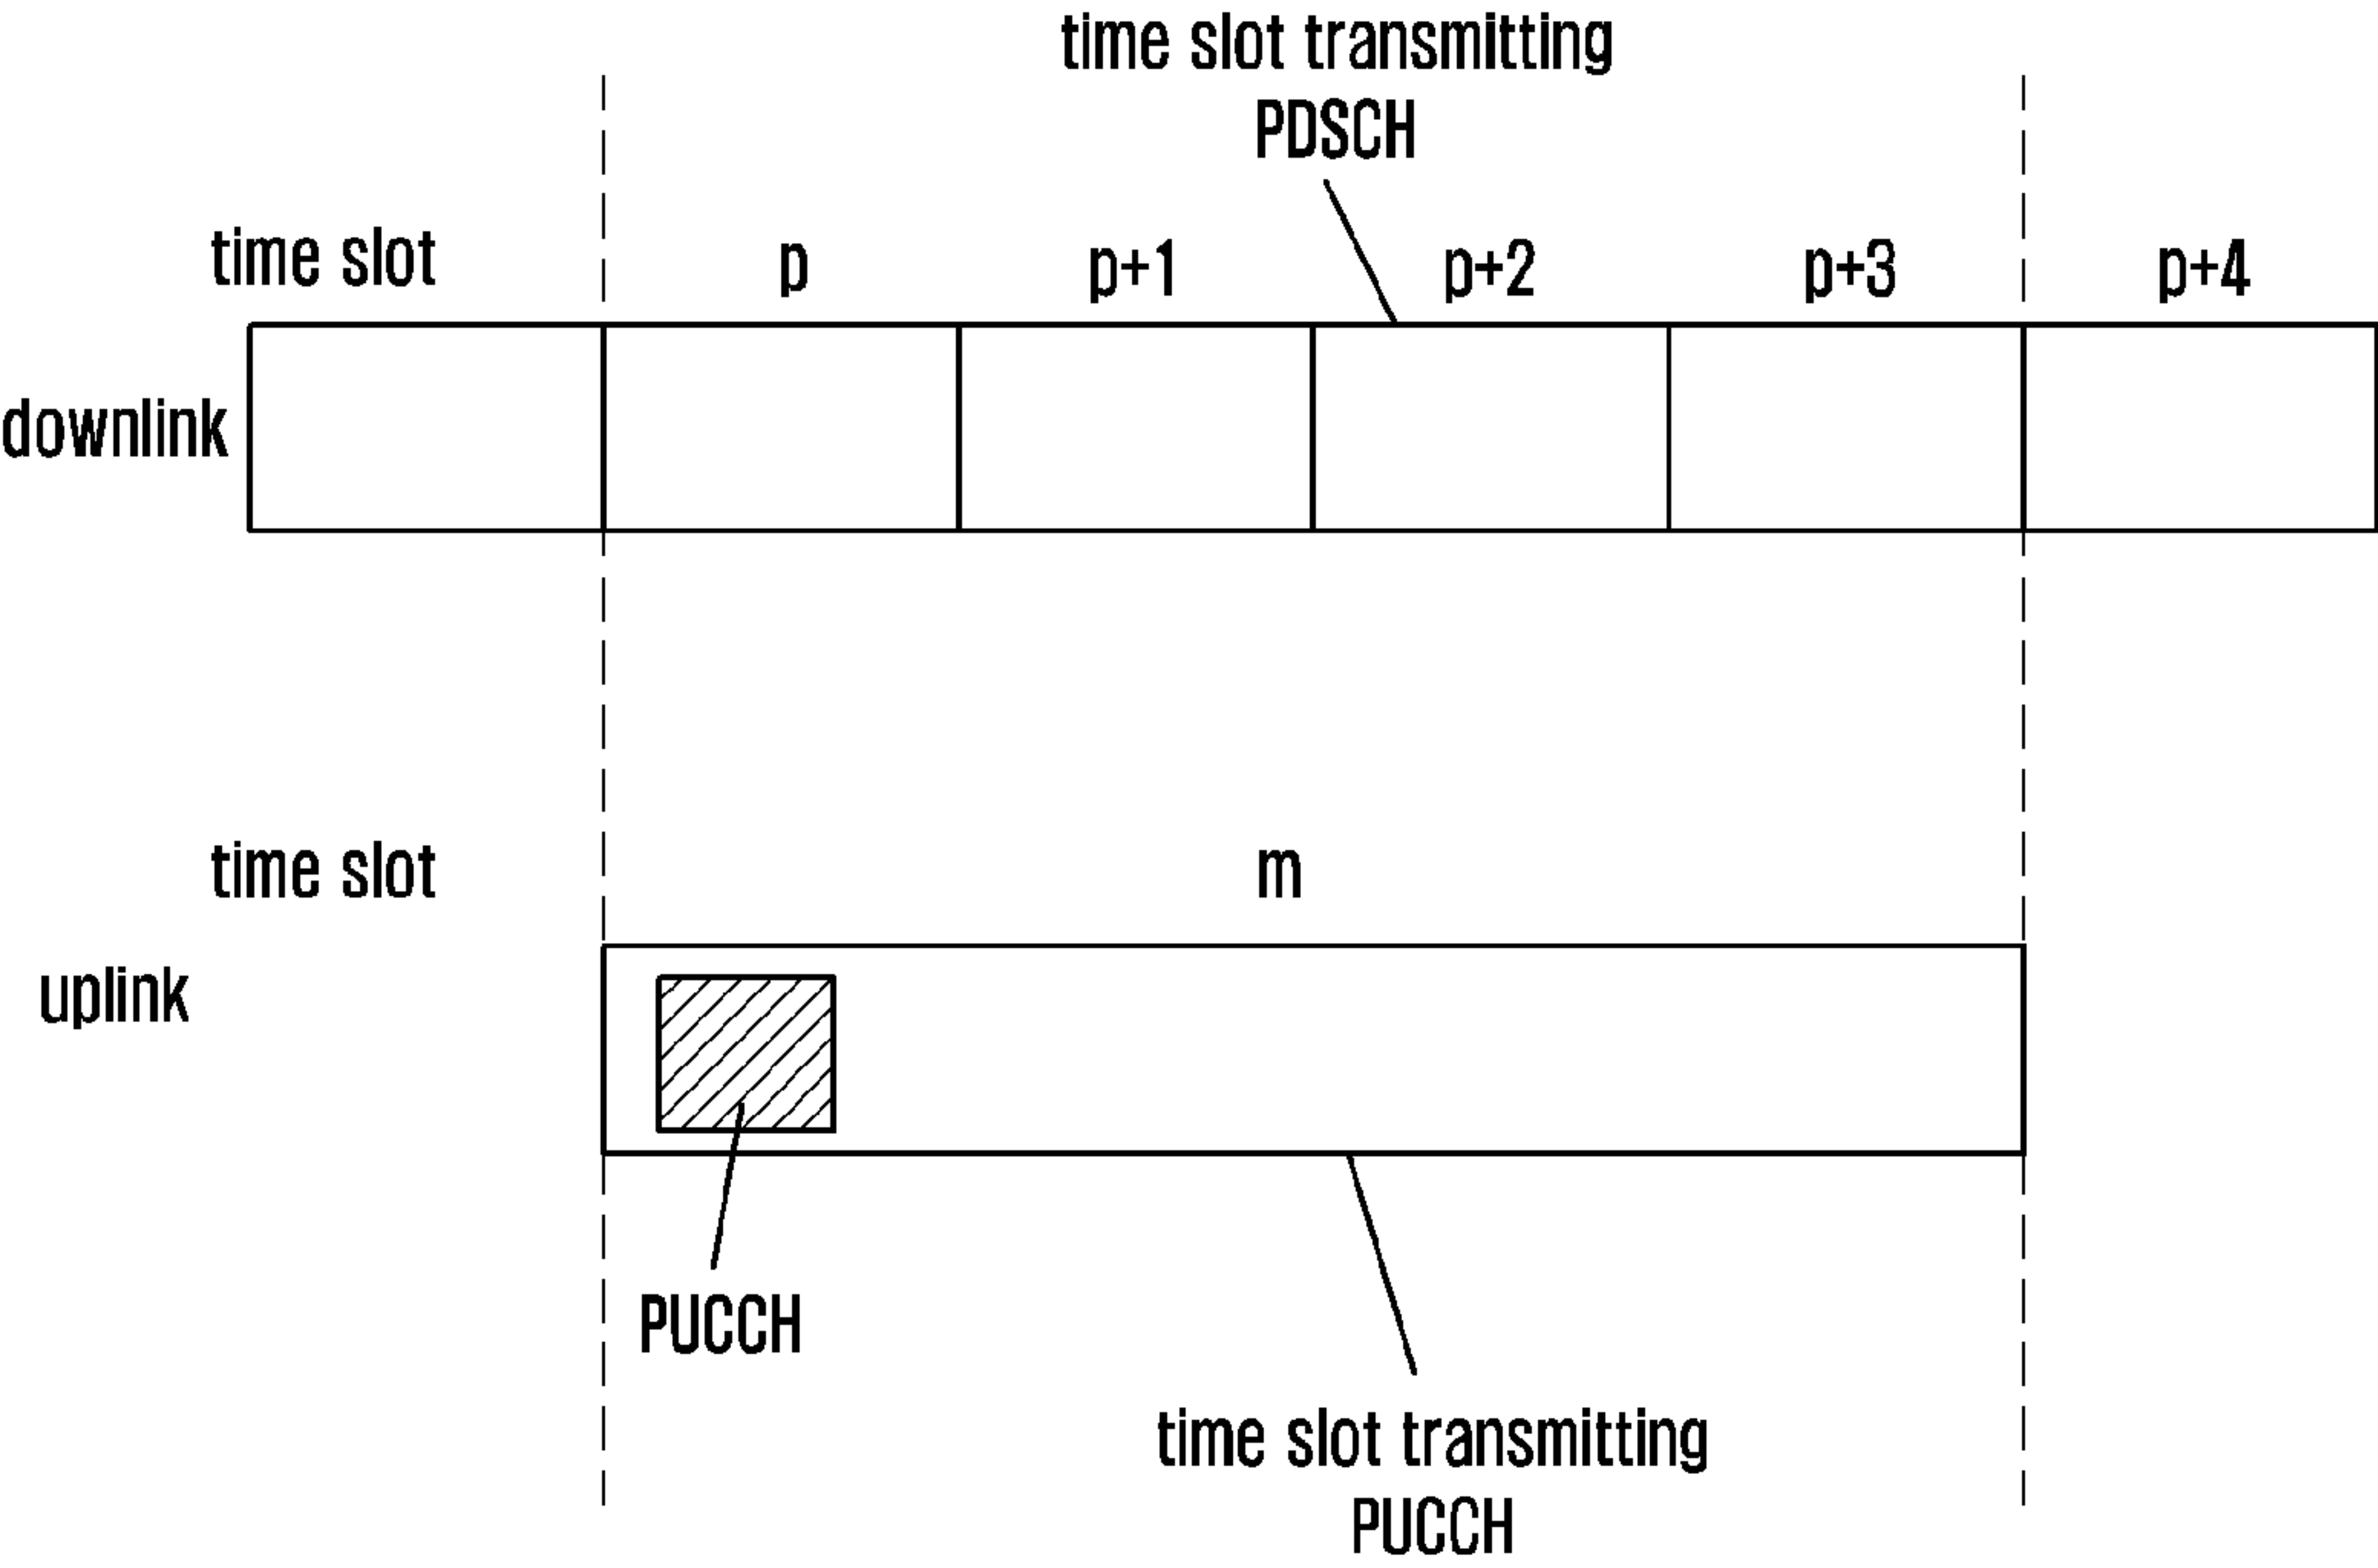 time slot transmitting
PDSCH
time slot p p+1 p+2 p+3 p+4
downlink
time slot m
uplink
PUCCH
time slot transmitting
PUCCH